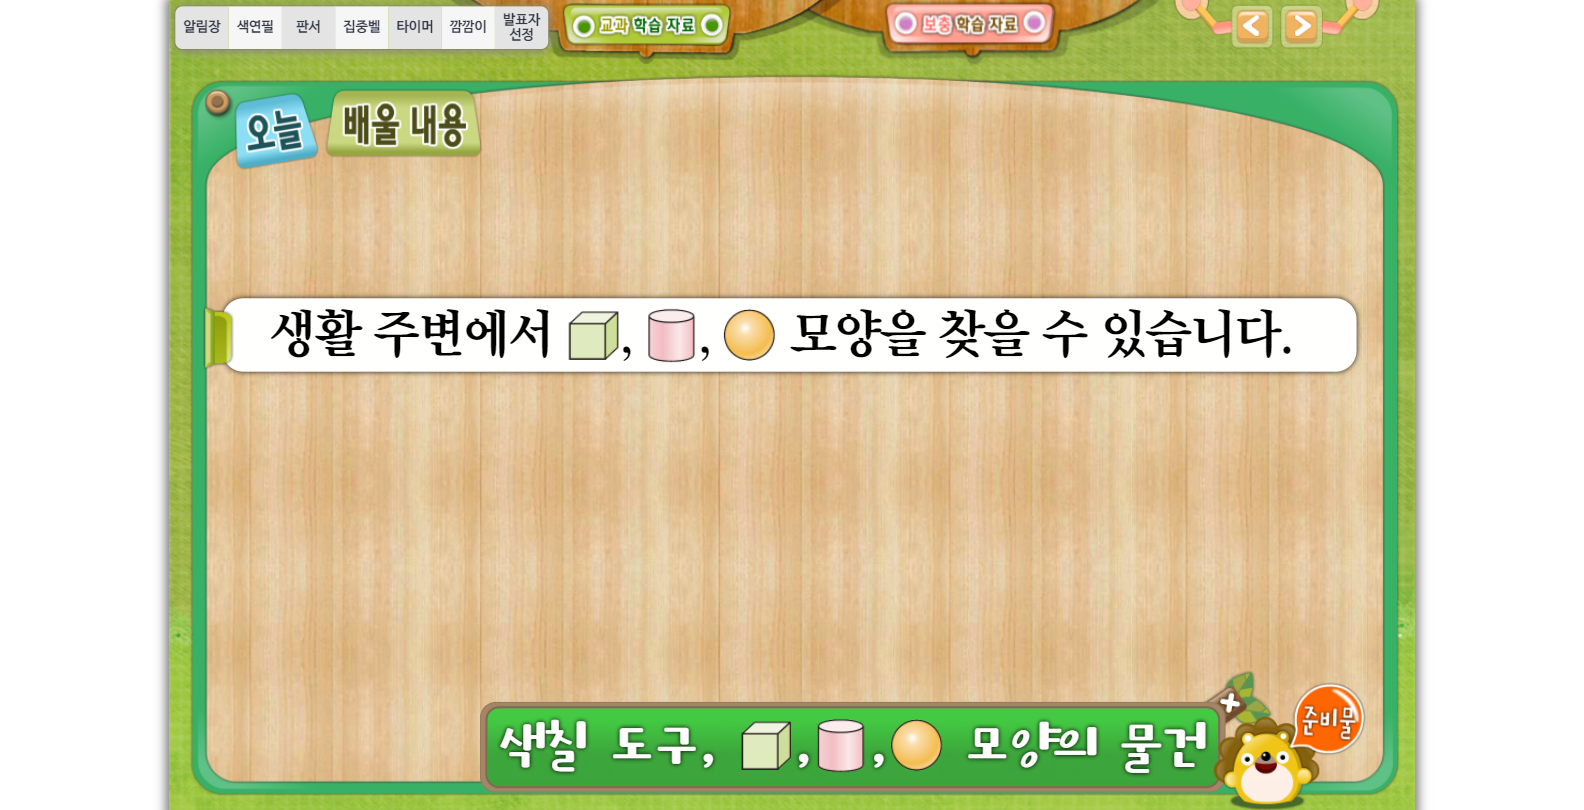 알림장 색연필 판서 집중벨 타이머 깜깜이 발표자 선정
교과 학습 자료
보충 학습 자료
오늘 배울 내용
생활 주변에서 , , 모양을 찾을 수 있습니다.
준비물
색칠 도구, , , 모양의 물건